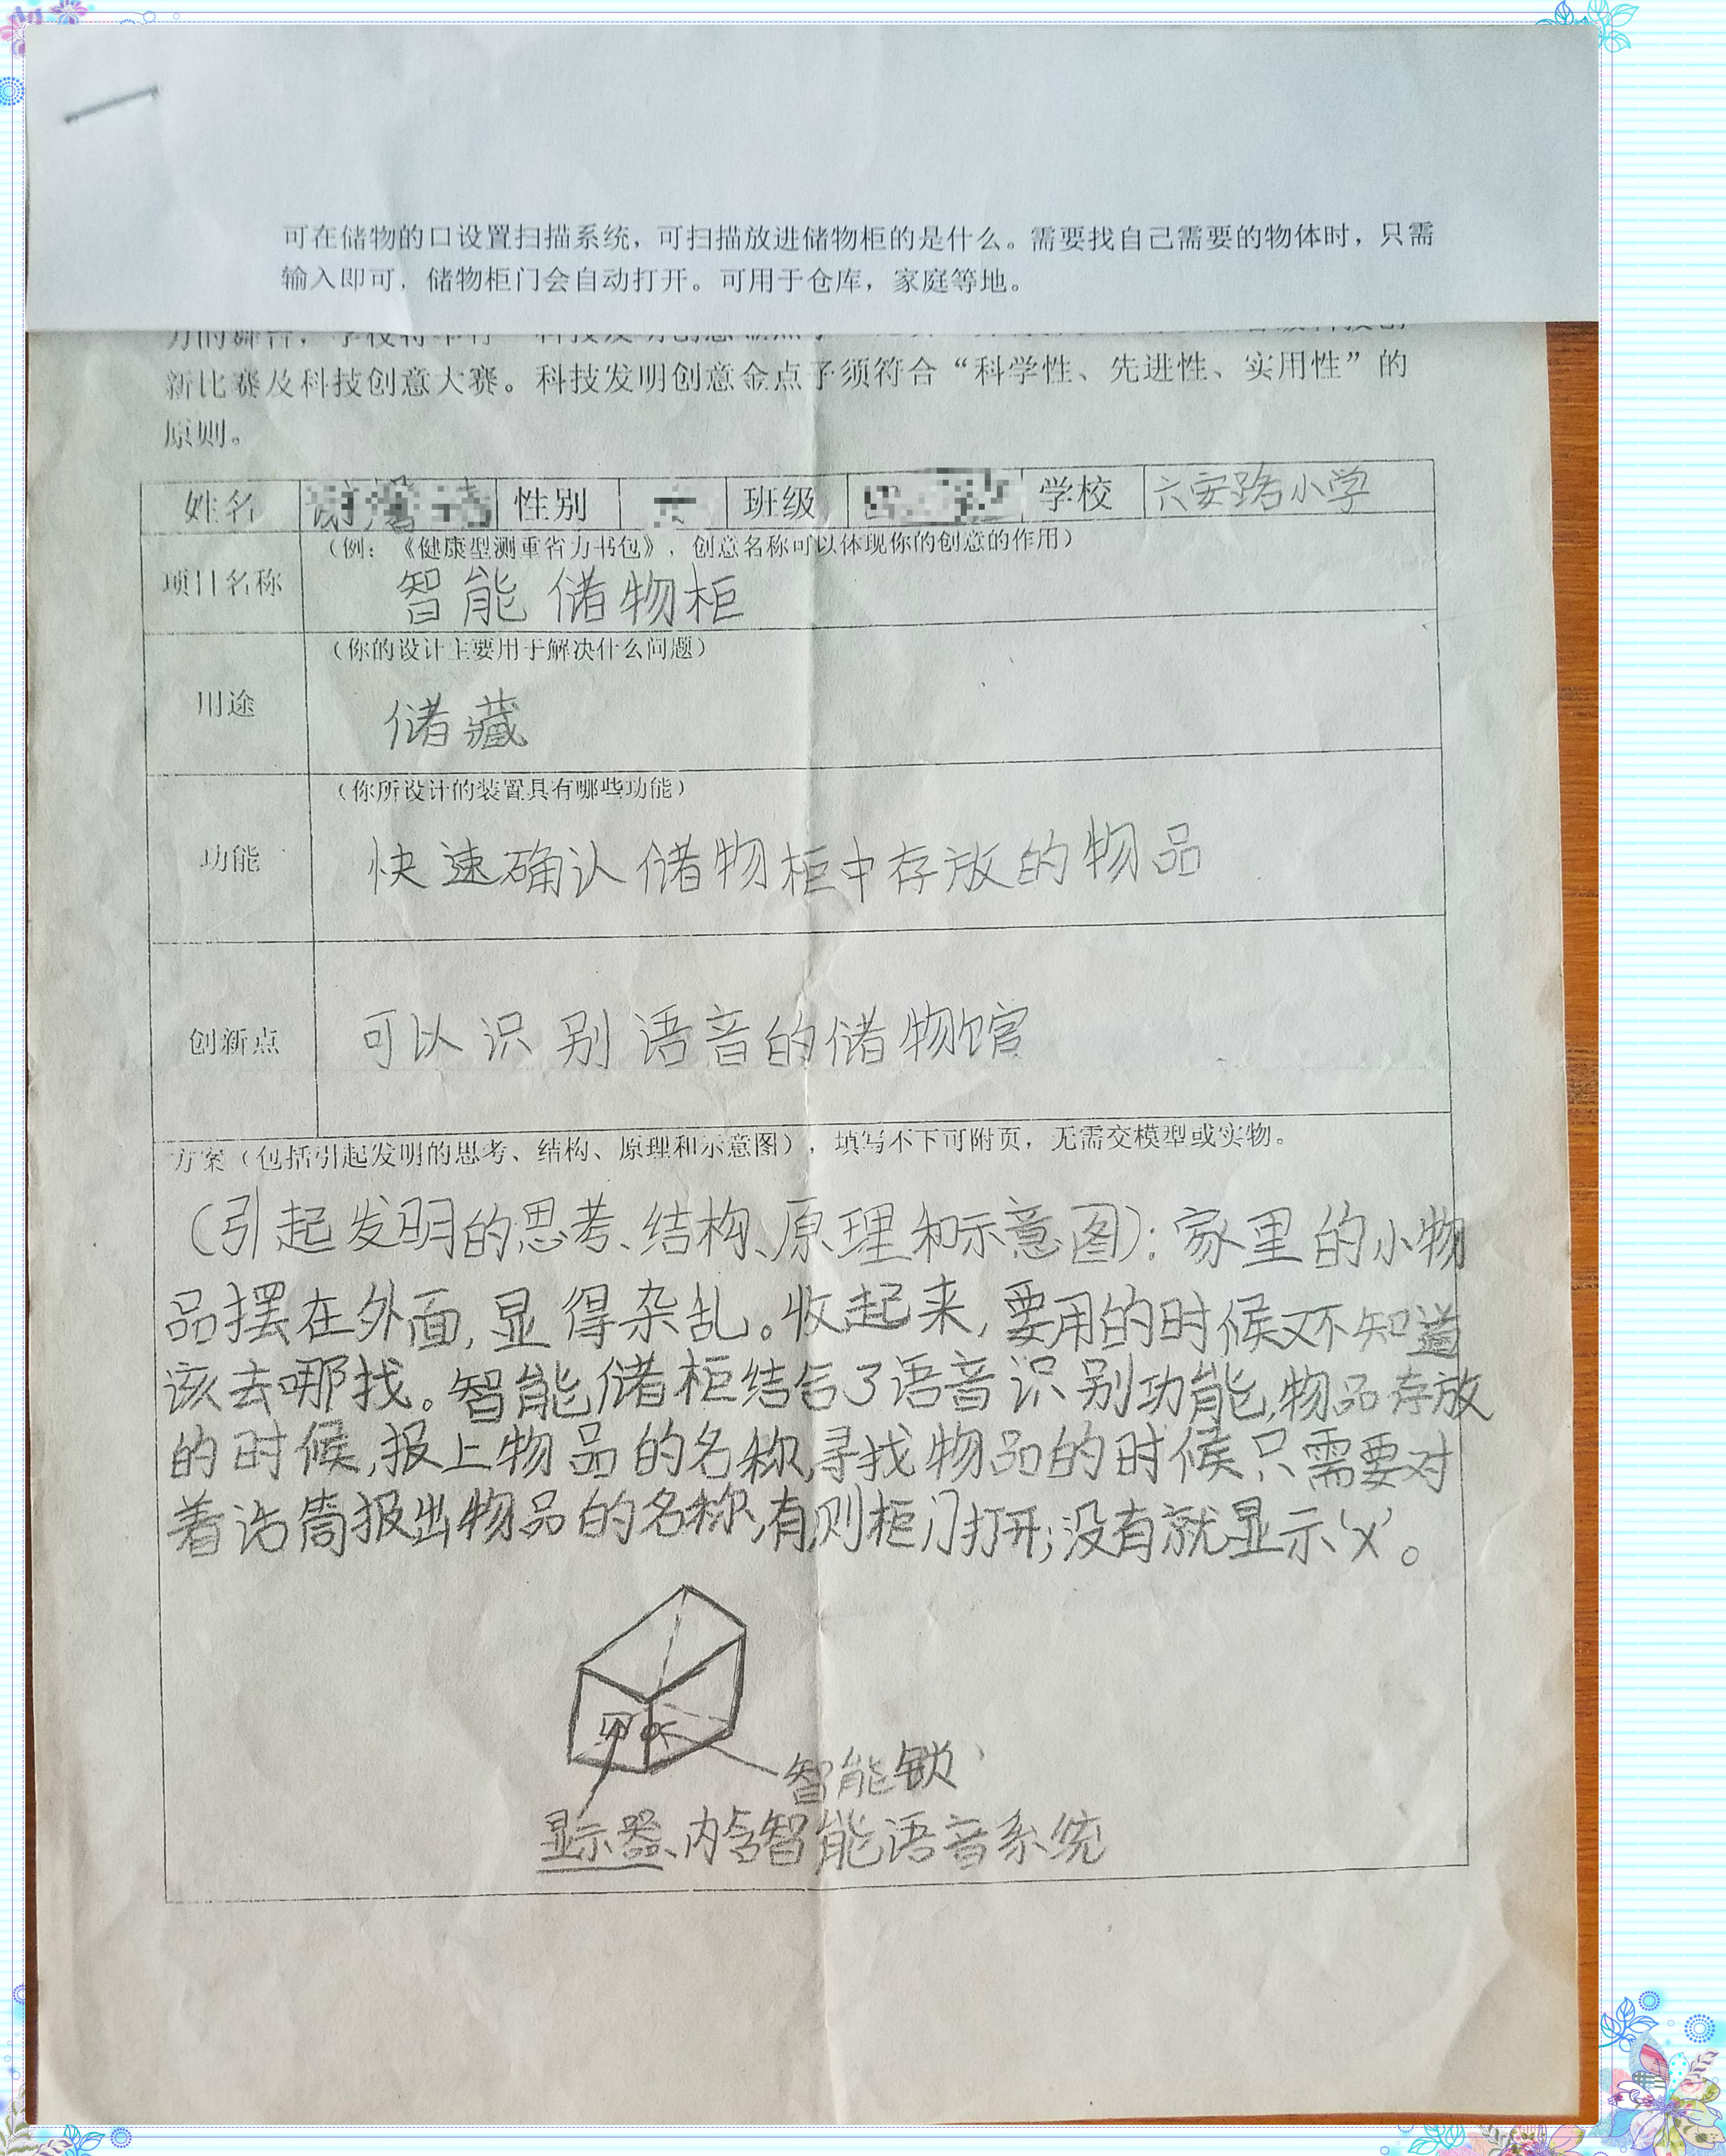 可在储物的口设置扫描系统，可扫描放进储物柜的是什么。需要找自己需要的物体时，只需
输入即可，储物柜门会自动打开。可用于仓库，家庭等地。
新比赛及科技创意大赛。科技发明创意金点子须符合“科学性、先进性、实用性”的
原则。
姓名 性别 班级 学校 六安路小学
（例：《健康型测重省力书包》，创意名称可以体现你的创意的作用）
项目名称 智能储物柜
（你的设计主要用于解决什么问题）
用途 储藏
（你所设计的装置具有哪些功能）
功能 快速确认储物柜中存放的物品
创新点 可以识别语音的储物馆
方案（包括引起发明的思考、结构、原理和示意图），填写不下可附页，无需交模型或实物。
（引起发明的思考、结构、原理和示意图）：家里的小物
品摆在外面，显得杂乱。收起来，要用的时候又不知道
该去哪找。智能储柜结合了语音识别功能，物品存放
的时候，报上物品的名称，寻找物品的时候只需要对
着话筒报出物品的名称，有，则柜门打开；没有就显示‘X’。
智能锁
显示器、内含智能语音系统